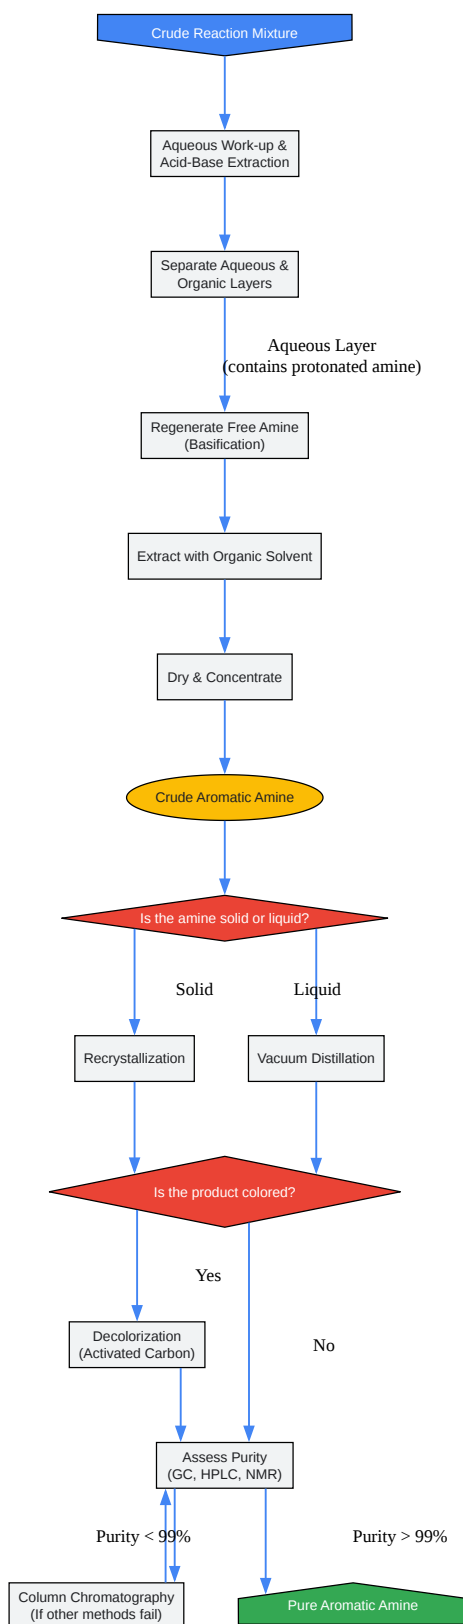 Crude Reaction Mixture
Aqueous Work-up &
Acid-Base Extraction
Separate Aqueous &
Organic Layers
Aqueous Layer
(contains protonated amine)
Regenerate Free Amine
(Basification)
Extract with Organic Solvent
Dry & Concentrate
Crude Aromatic Amine
Is the amine solid or liquid?
Solid
Liquid
Recrystallization
Vacuum Distillation
Is the product colored?
Yes
Decolorization
(Activated Carbon)
No
Assess Purity
(GC, HPLC, NMR)
Purity < 99%
Purity > 99%
Column Chromatography
(If other methods fail)
Pure Aromatic Amine